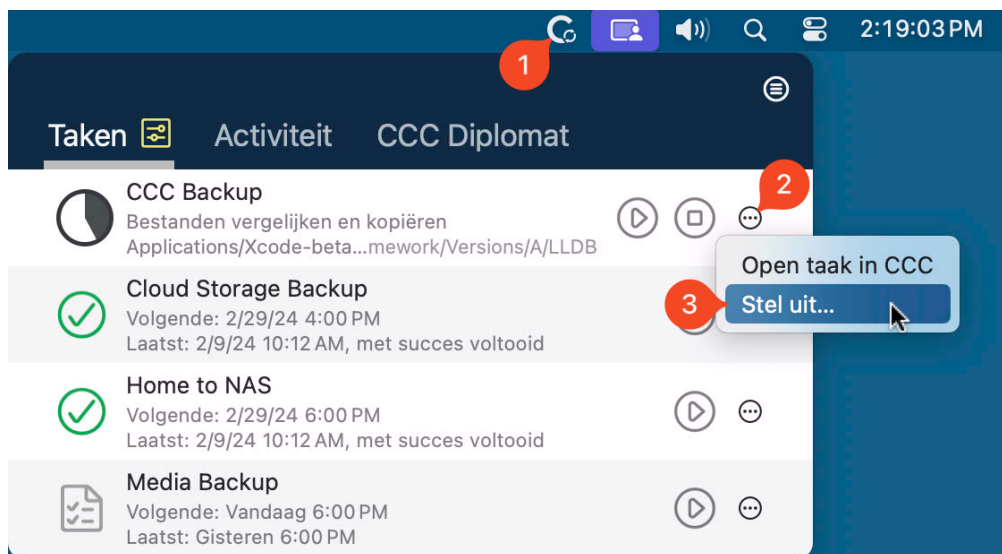 2:19:03 PM
1
Taken Activiteit CCC Diplomat
2
CCC Backup
Bestanden vergelijken en kopiëren
Applications/Xcode-beta...mework/Versions/A/LLDB
Open taak in CCC
3
Stel uit...
Cloud Storage Backup
Volgende: 2/29/24 4:00 PM
Laatst: 2/9/24 10:12 AM, met succes voltooid
Home to NAS
Volgende: 2/29/24 6:00 PM
Laatst: 2/9/24 10:12 AM, met succes voltooid
Media Backup
Volgende: Vandaag 6:00 PM
Laatst: Gisteren 6:00 PM